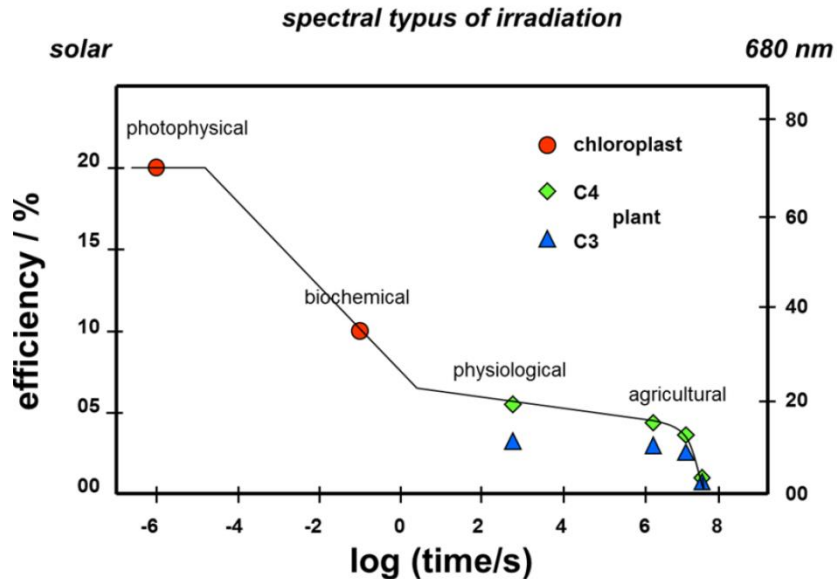 spectral typus of irradiation
solar
680 nm
photophysical
80
chloroplast
20
C4
60
plant
15
C3
efficiency / %
biochemical
40
10
physiological
agricultural
05
20
00
00
-6 -4 -2 0 2 4 6 8
log (time/s)